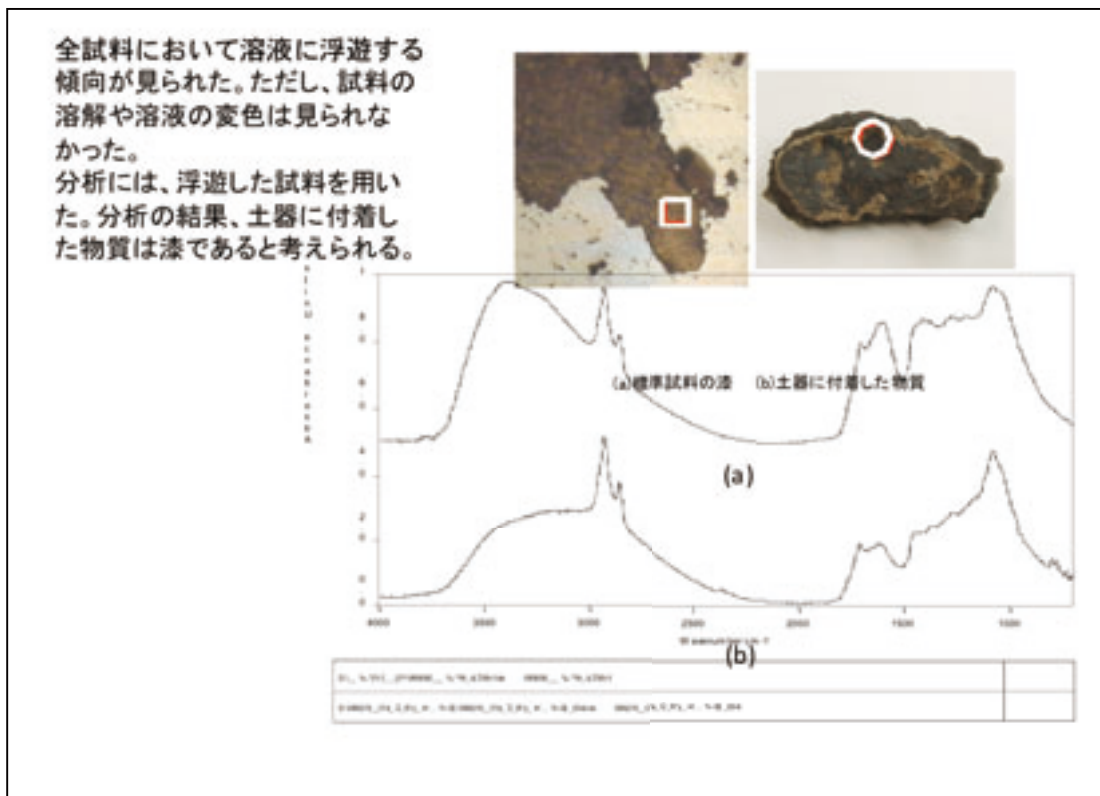 全試料において溶液に浮遊する
傾向が見られた。ただし、試料の
溶解や溶液の変色は見られな
かった。
分析には、浮遊した試料を用い
た。分析の結果、土器に付着し
た物質は漆であると考えられる。
(a)標準試料の漆 (b)土器に付着した物質
(a)
4000 3500 3000 2500 2000 1500 1000
Wavenumber cm-1
(b)